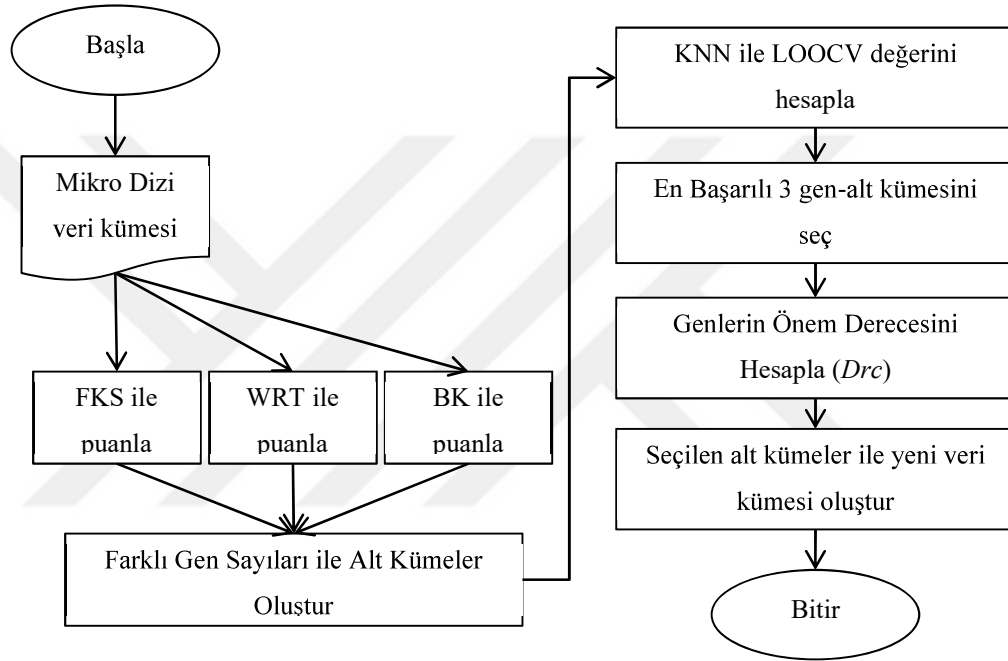 Başla
Mikro Dizi
veri kümesi
FKS ile
puanla
WRT ile
puanla
BK ile
puanla
Farklı Gen Sayıları ile Alt Kümeler
Oluştur
KNN ile LOOCV değerini
hesapla
En Başarılı 3 gen-alt kümesini
seç
Genlerin Önem Derecesini
Hesapla (Drc)
Seçilen alt kümeler ile yeni veri
kümesi oluştur
Bitir